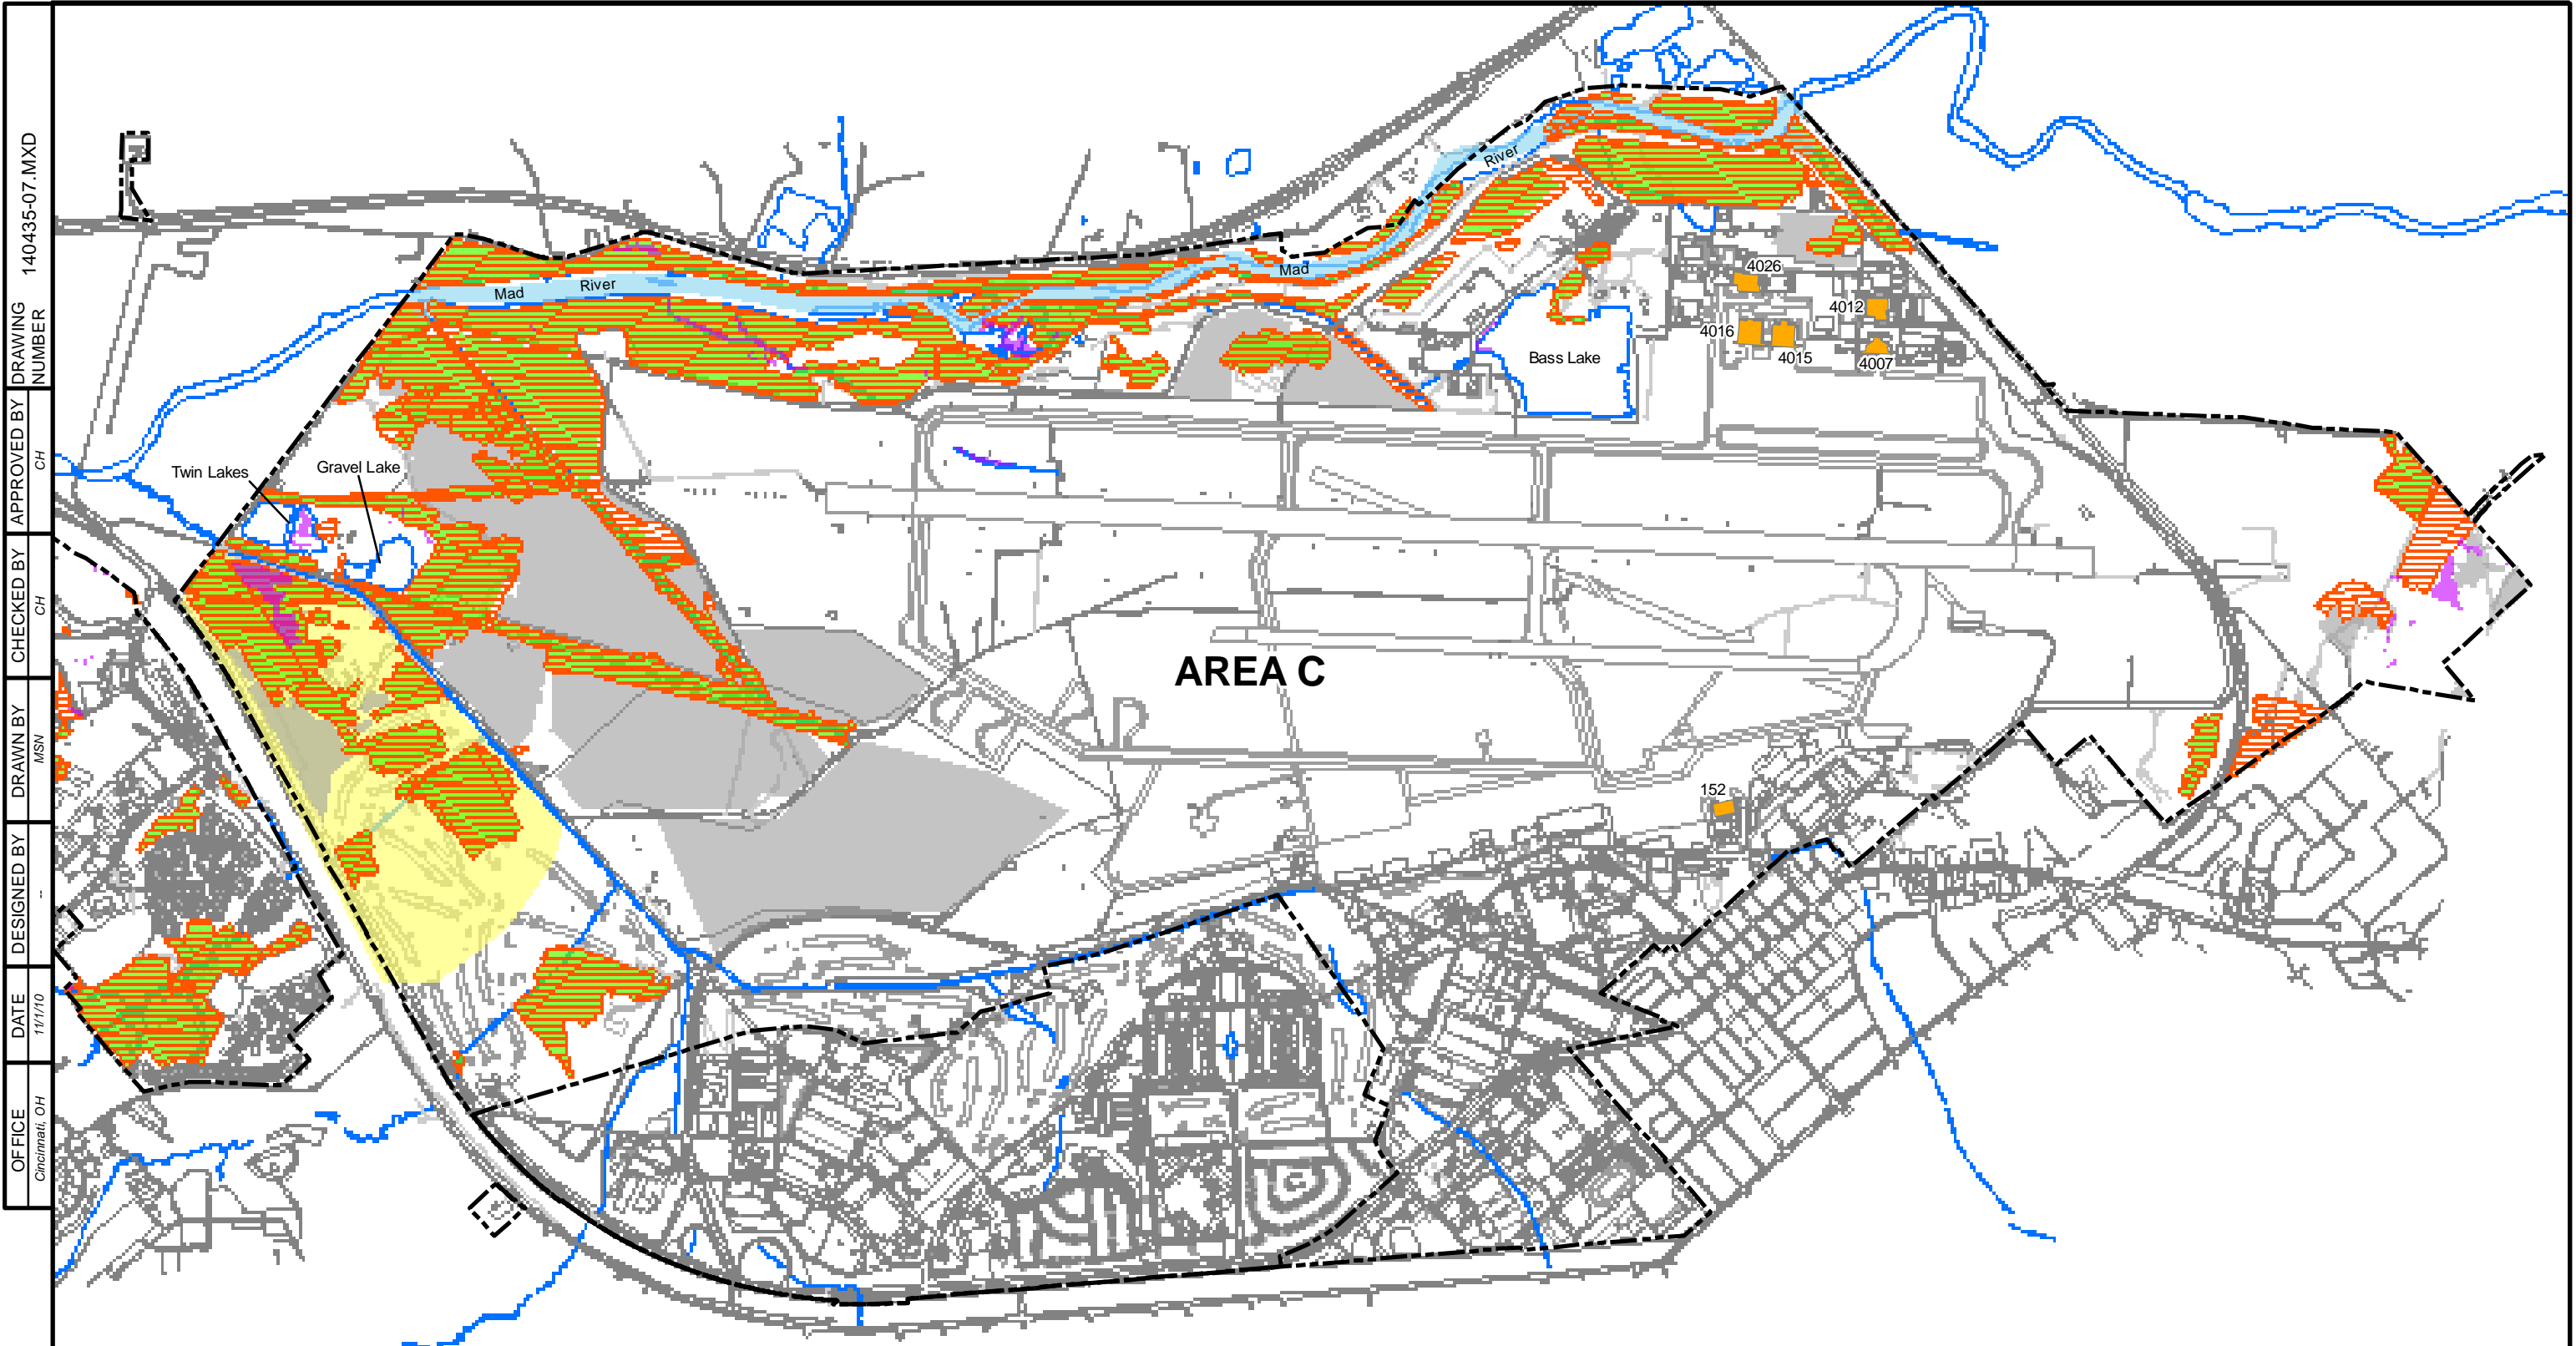 DRAWING
NUMBER
140435-07.MXD
APPROVED BY
CH
CHECKED BY
CH
DRAWN BY
MSN
DESIGNED BY
--
DATE
11/1/10
OFFICE
Cincinnati, OH
River
Mad
Mad
River
4026
4012
4016
4015
4007
Bass Lake
Twin Lakes
Gravel Lake
AREA C
152